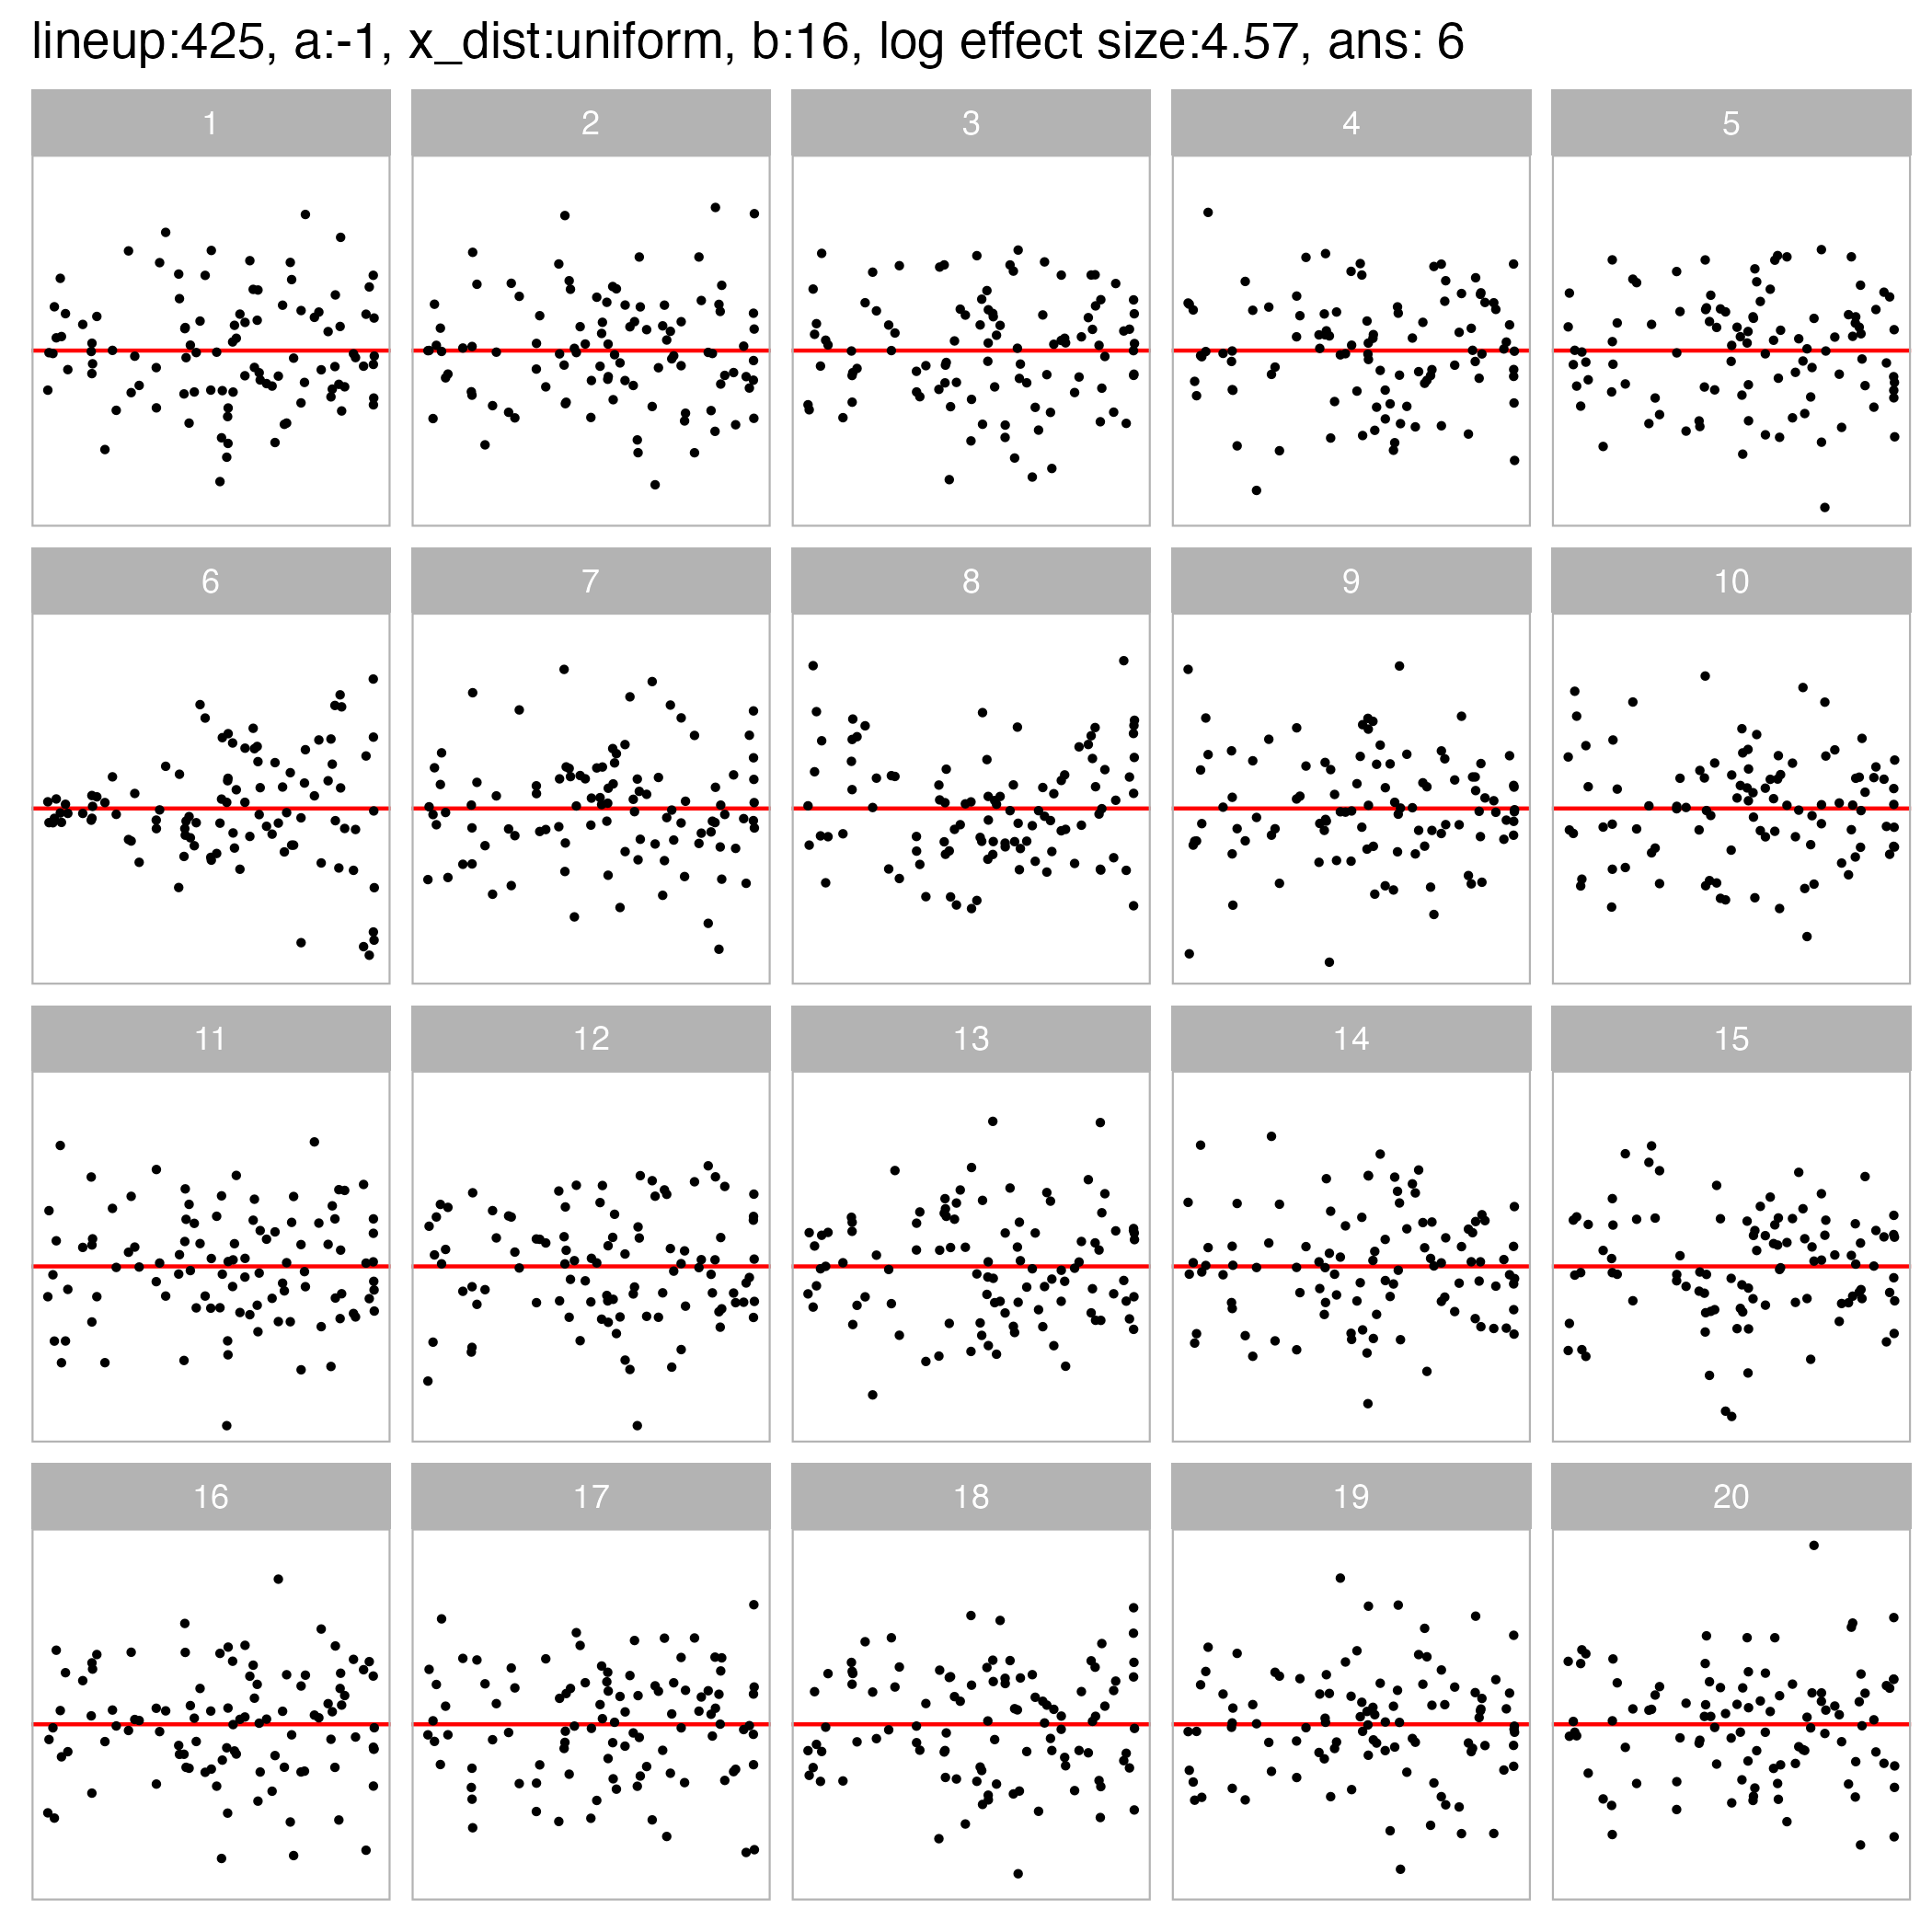 lineup:425, a:-1, x_dist:uniform, b:16, log effect size:4.57, ans: 6
1 2 3 4 5
6 7 8 9 10
11 12 13 14 15
16 17 18 19 20